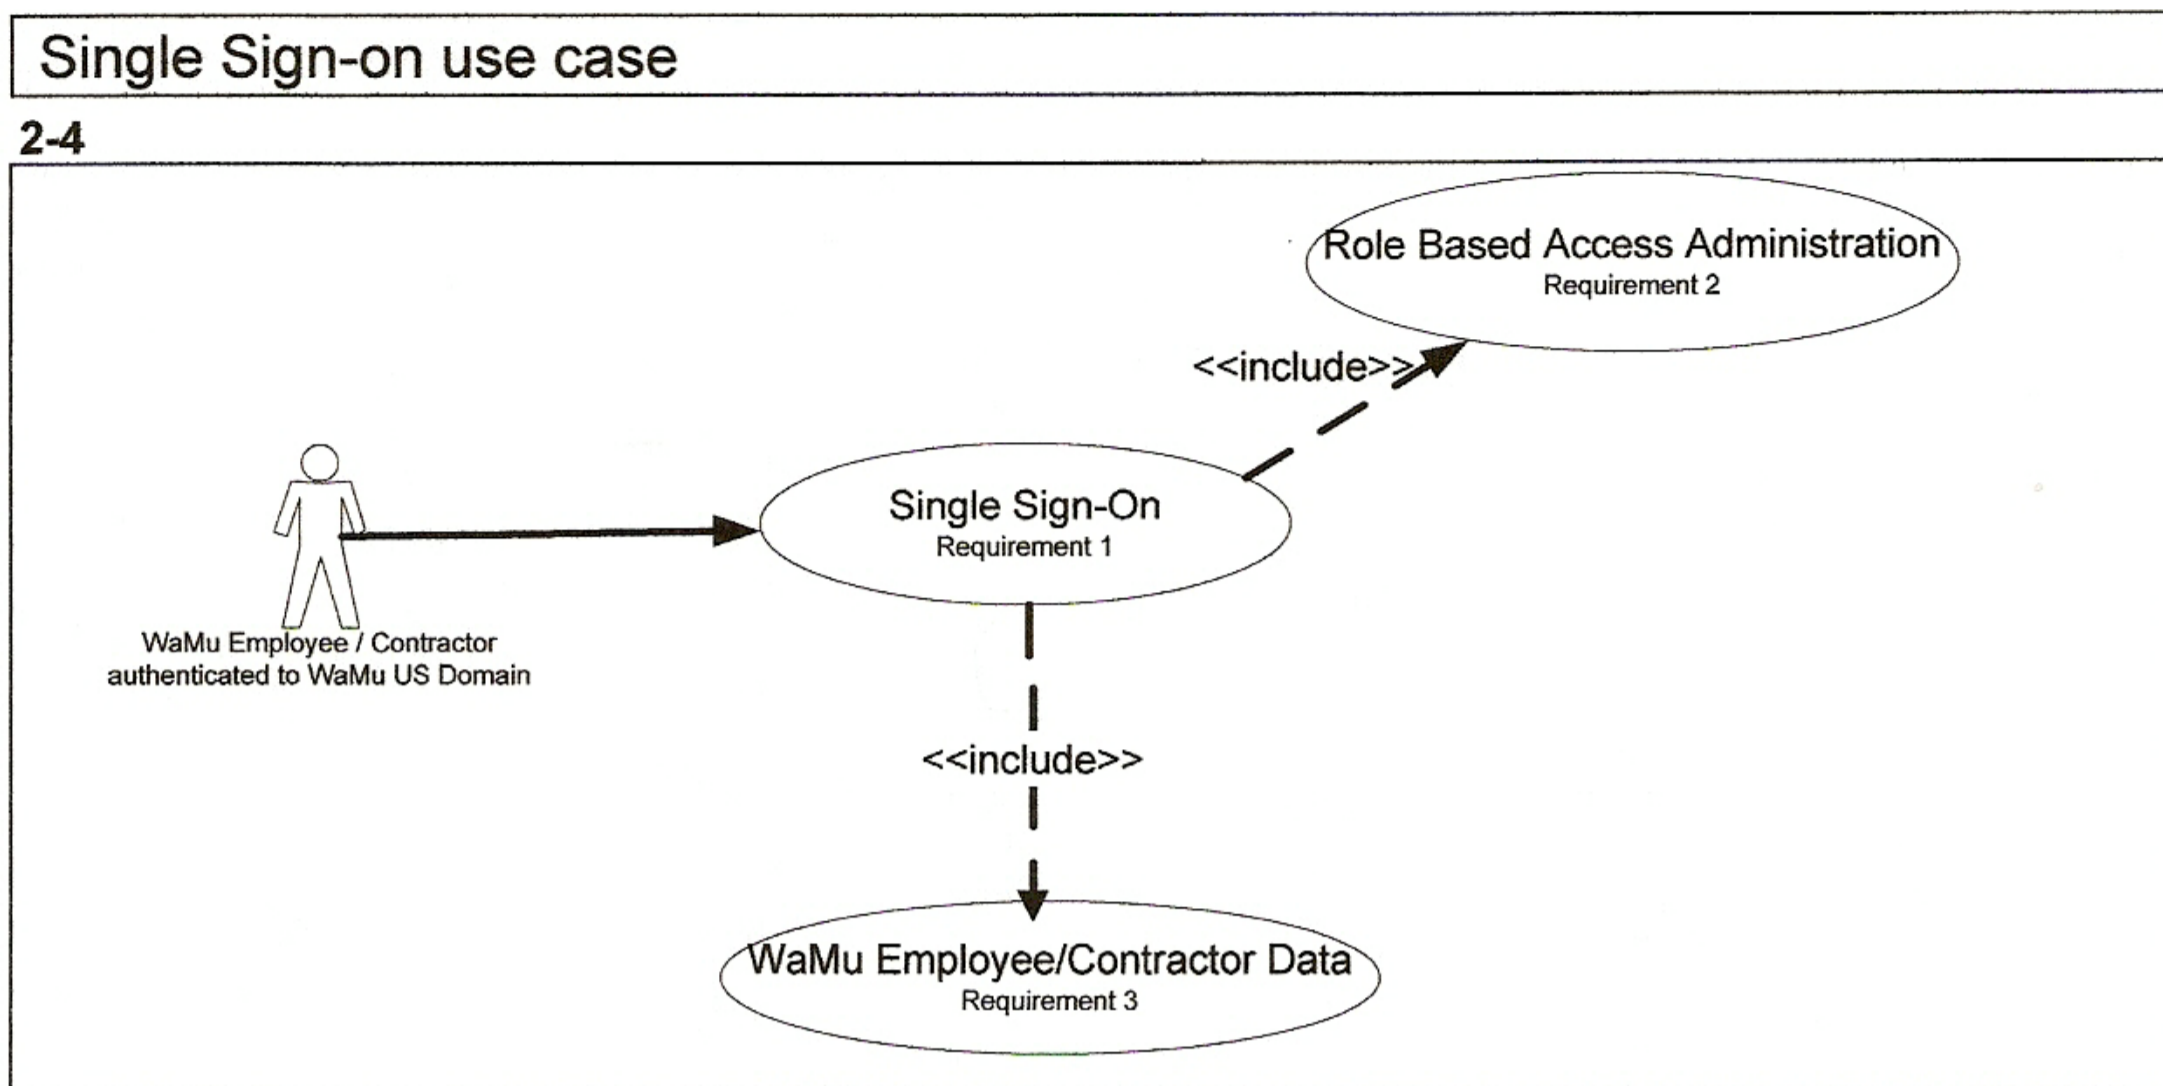 Single Sign-on use case
2-4
Role Based Access Administration
Requirement 2
<<include>>
Single Sign-On
Requirement 1
WaMu Employee / Contractor
authenticated to WaMu US Domain
<<include>>
WaMu Employee/Contractor Data
Requirement 3